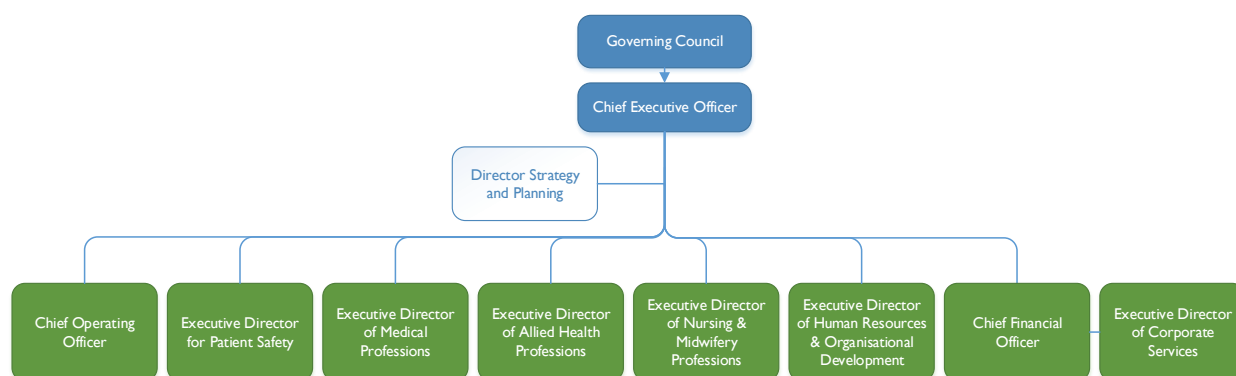 Governing Council
Chief Executive Officer
Director Strategy
and Planning
Chief Operating
Officer
Executive Director
for Patient Safety
Executive Director
of Medical
Professions
Executive Director
of Allied Health
Professions
Executive Director
of Nursing &
Midwifery
Professions
Executive Director
of Human Resources
& Organisational
Development
Chief Financial
Officer
Executive Director
of Corporate
Services